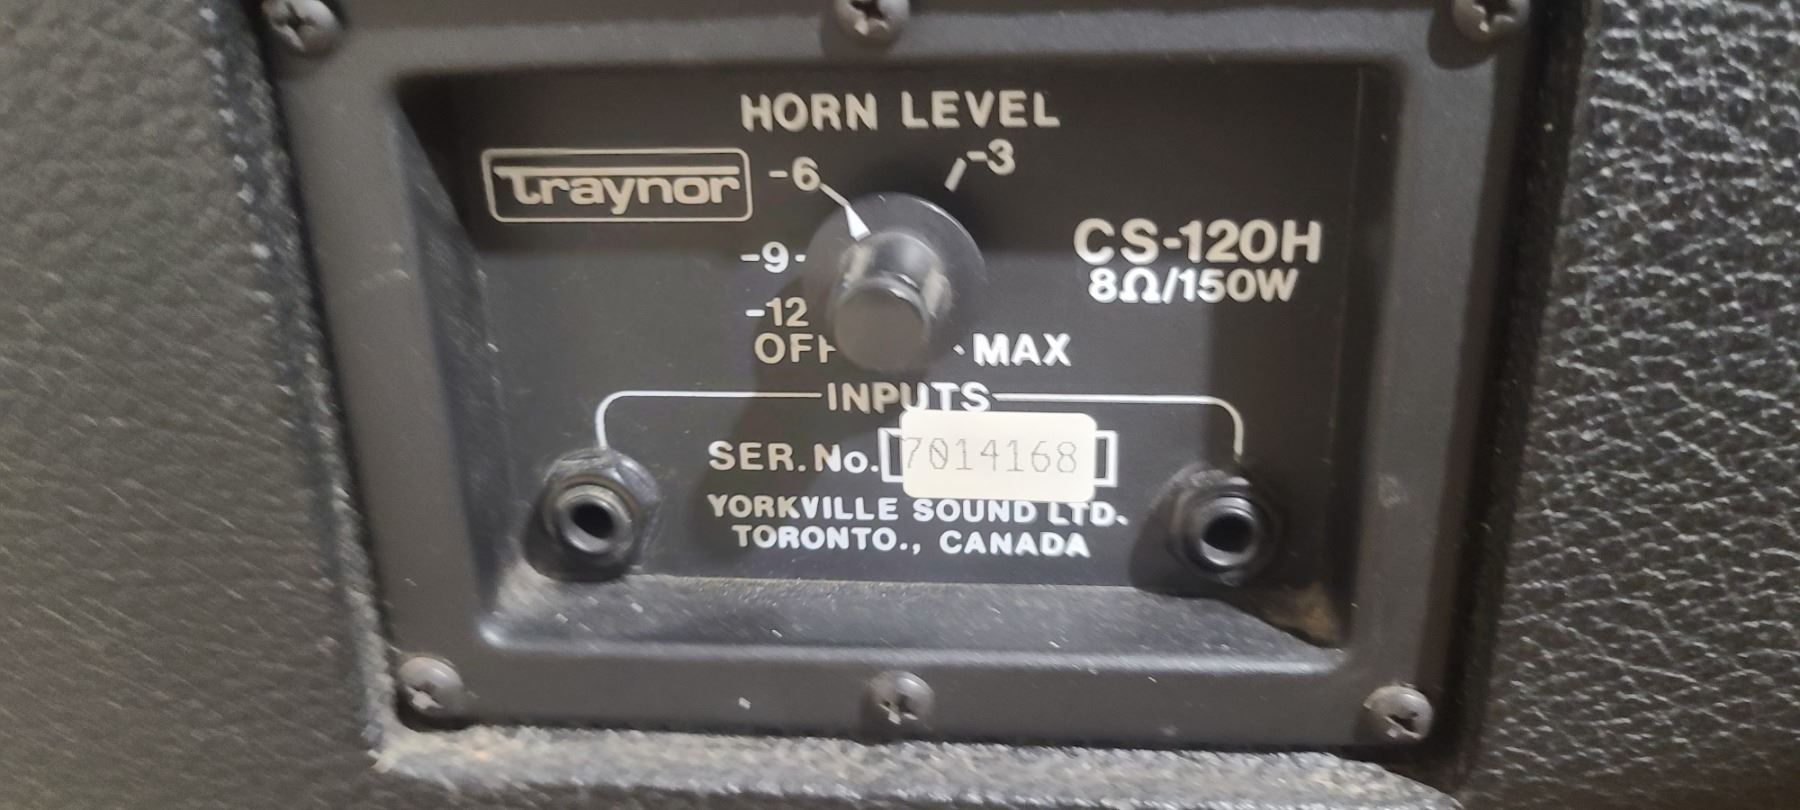 HORN LEVEL
Traynor
-6
-3
-9-
-12
OFF
MAX
CS-120H
8Ω/150W
INPUTS
SER. No. 7014168
YORKVILLE SOUND LTD.
TORONTO., CANADA